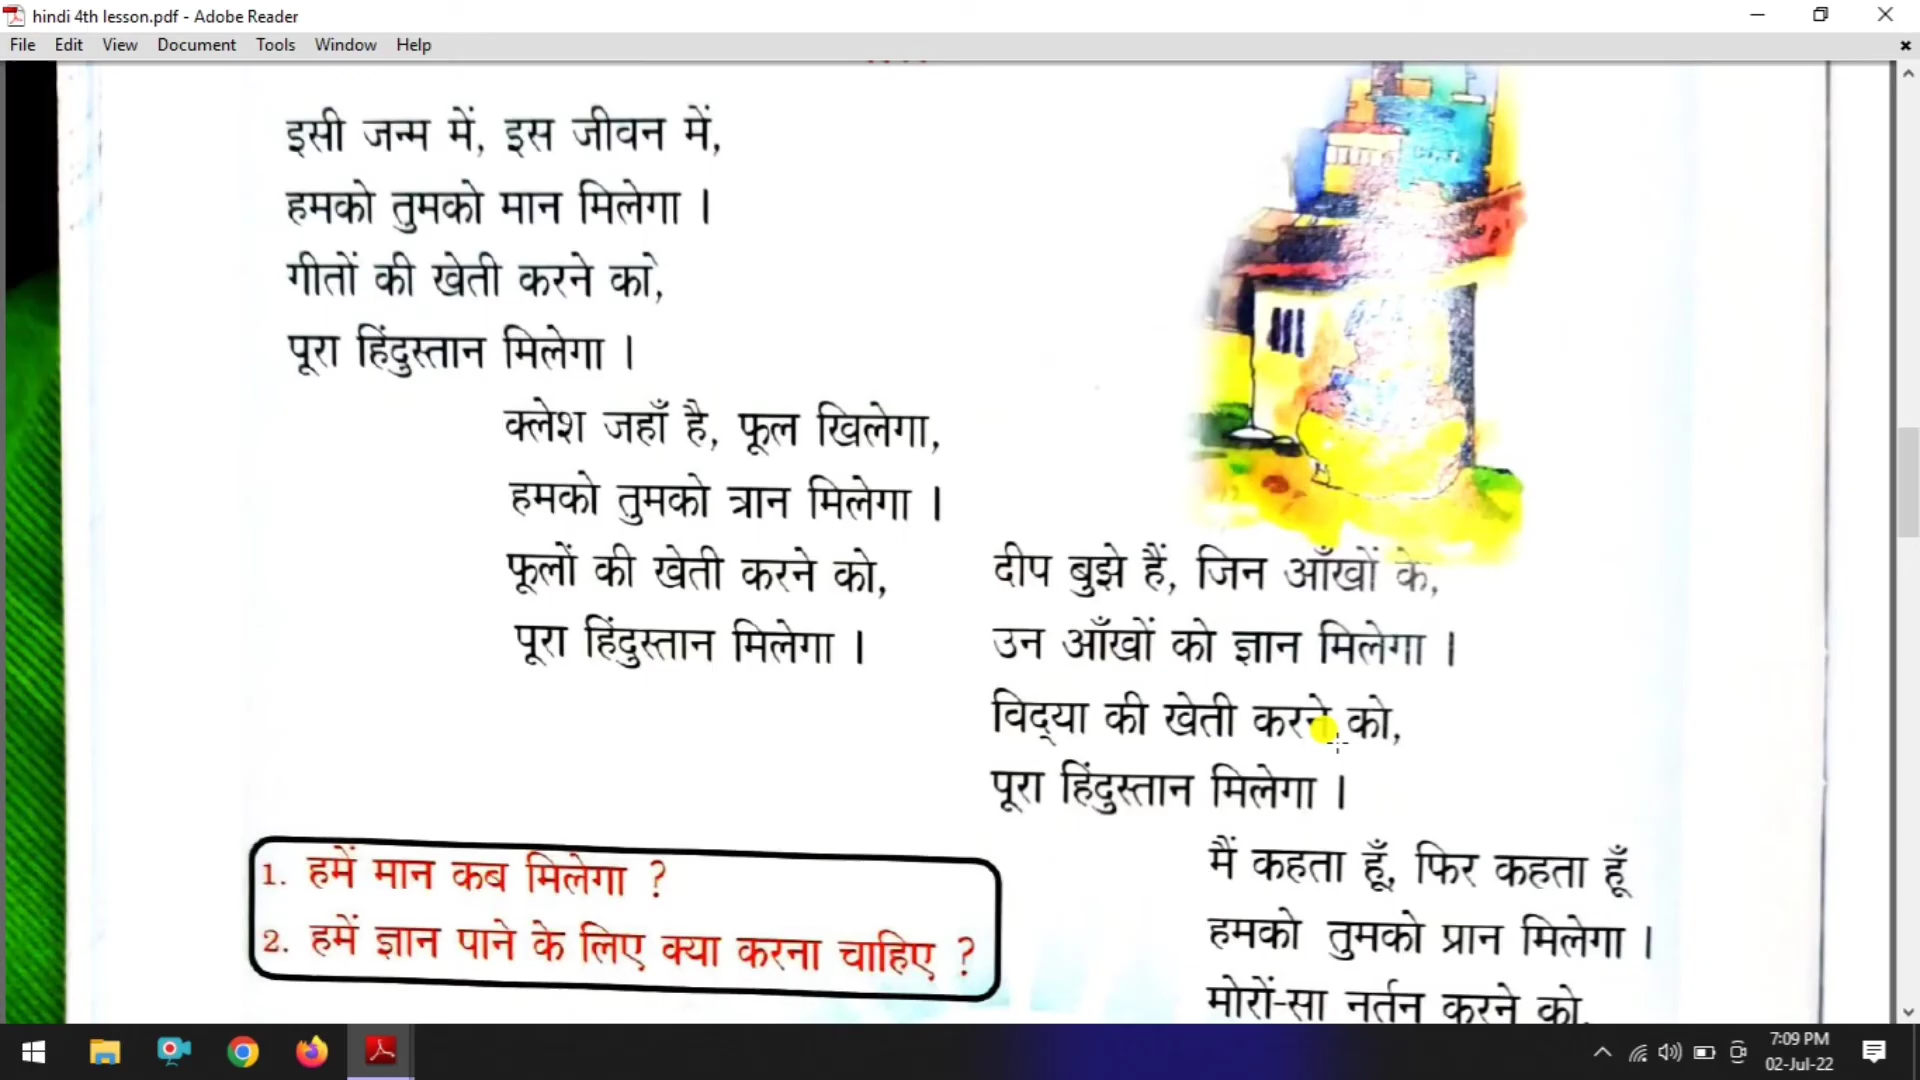 hindi 4th lesson.pdf - Adobe Reader
File Edit View Document Tools Window Help
इसी जन्म में, इस जीवन में,
हमको तुमको मान मिलेगा ।
गीतों की खेती करने को,
पूरा हिंदुस्तान मिलेगा ।
क्लेश जहाँ है, फूल खिलेगा,
हमको तुमको त्रान मिलेगा ।
फूलों की खेती करने को,
पूरा हिंदुस्तान मिलेगा ।
दीप बुझे हैं, जिन आँखों के,
उन आँखों को ज्ञान मिलेगा ।
विद्‌या की खेती करने को,
पूरा हिंदुस्तान मिलेगा ।
1. हमें मान कब मिलेगा ?
2. हमें ज्ञान पाने के लिए क्या करना चाहिए ?
मैं कहता हूँ, फिर कहता हूँ
हमको तुमको प्रान मिलेगा ।
मोरों-सा नर्तन करने को,
7:09 PM
02-Jul-22